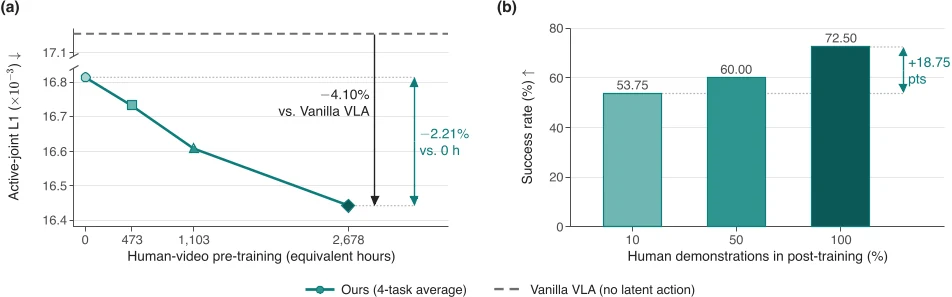 (a)
Active-joint L1 (×10⁻³) ↓
17.1
16.8
16.7
16.6
16.5
16.4
−4.10%
vs. Vanilla VLA
−2.21%
vs. 0 h
0 473 1,103 2,678
Human-video pre-training (equivalent hours)
(b)
Success rate (%) ↑
80
60
40
20
0
53.75
60.00
72.50
+18.75
pts
10 50 100
Human demonstrations in post-training (%)
Ours (4-task average) Vanilla VLA (no latent action)